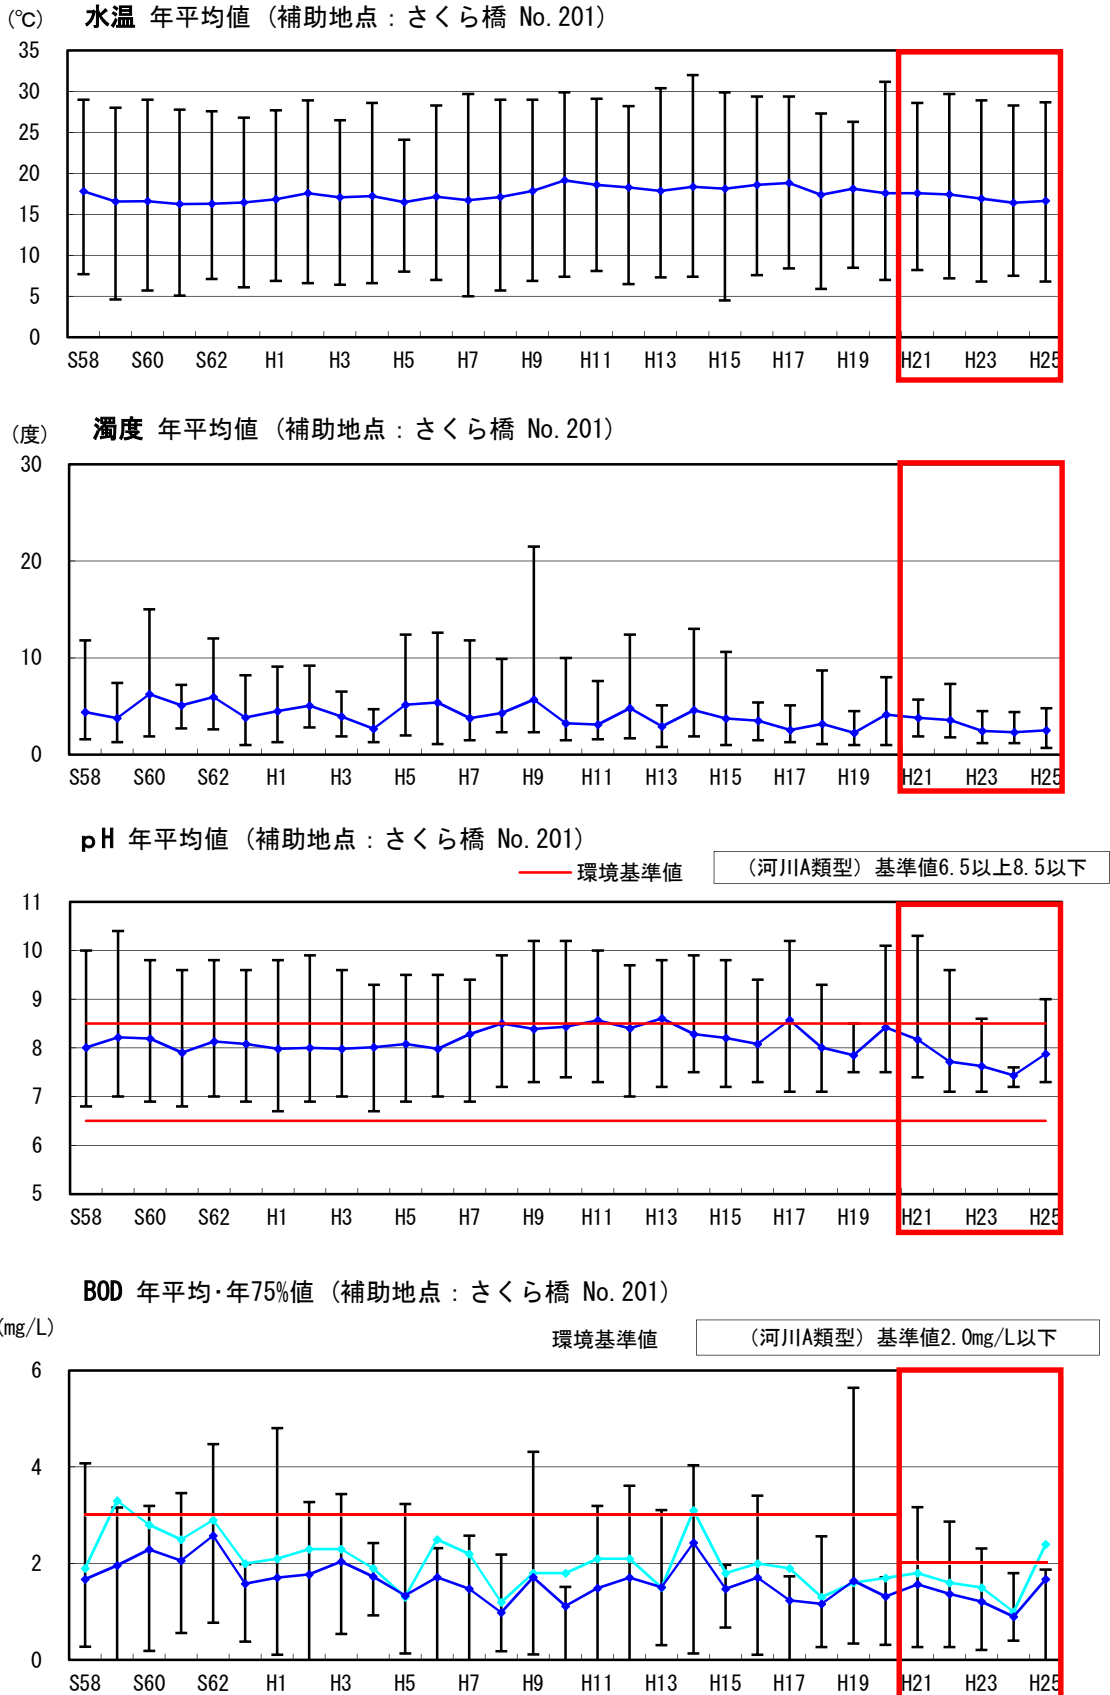 (℃) 水温 年平均値 (補助地点：さくら橋 No.201)
35
30
25
20
15
10
5
0
S58 S60 S62 H1 H3 H5 H7 H9 H11 H13 H15 H17 H19 H21 H23 H25
(度) 濁度 年平均値 (補助地点：さくら橋 No.201)
30
20
10
0
S58 S60 S62 H1 H3 H5 H7 H9 H11 H13 H15 H17 H19 H21 H23 H25
pH 年平均値 (補助地点：さくら橋 No.201)
環境基準値 (河川A類型) 基準値6.5以上8.5以下
11
10
9
8
7
6
5
S58 S60 S62 H1 H3 H5 H7 H9 H11 H13 H15 H17 H19 H21 H23 H25
BOD 年平均･年75%値 (補助地点：さくら橋 No.201)
(mg/L)
環境基準値 (河川A類型) 基準値2.0mg/L以下
6
4
2
0
S58 S60 S62 H1 H3 H5 H7 H9 H11 H13 H15 H17 H19 H21 H23 H25